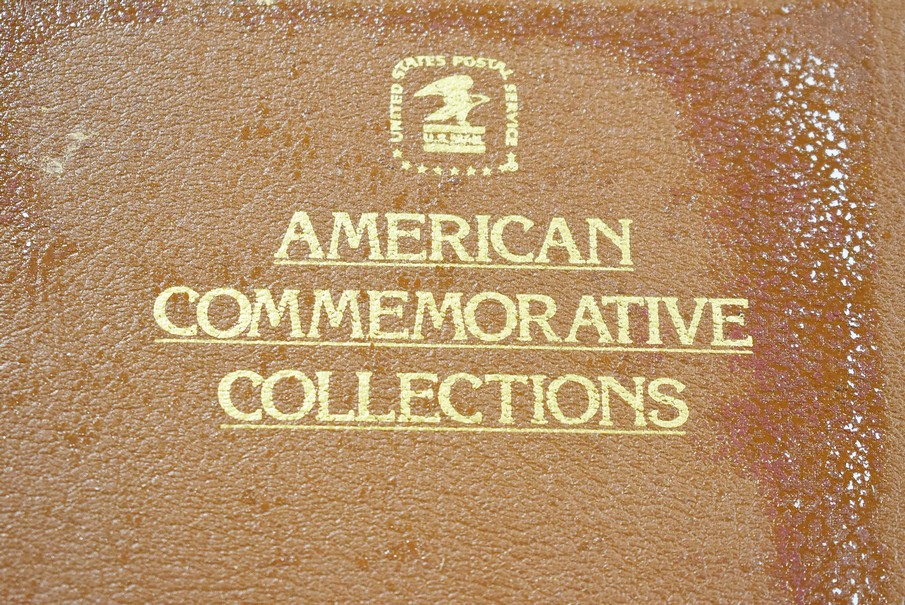 UNITED STATES POSTAL SERVICE
U.S. MAIL
AMERICAN
COMMEMORATIVE
COLLECTIONS